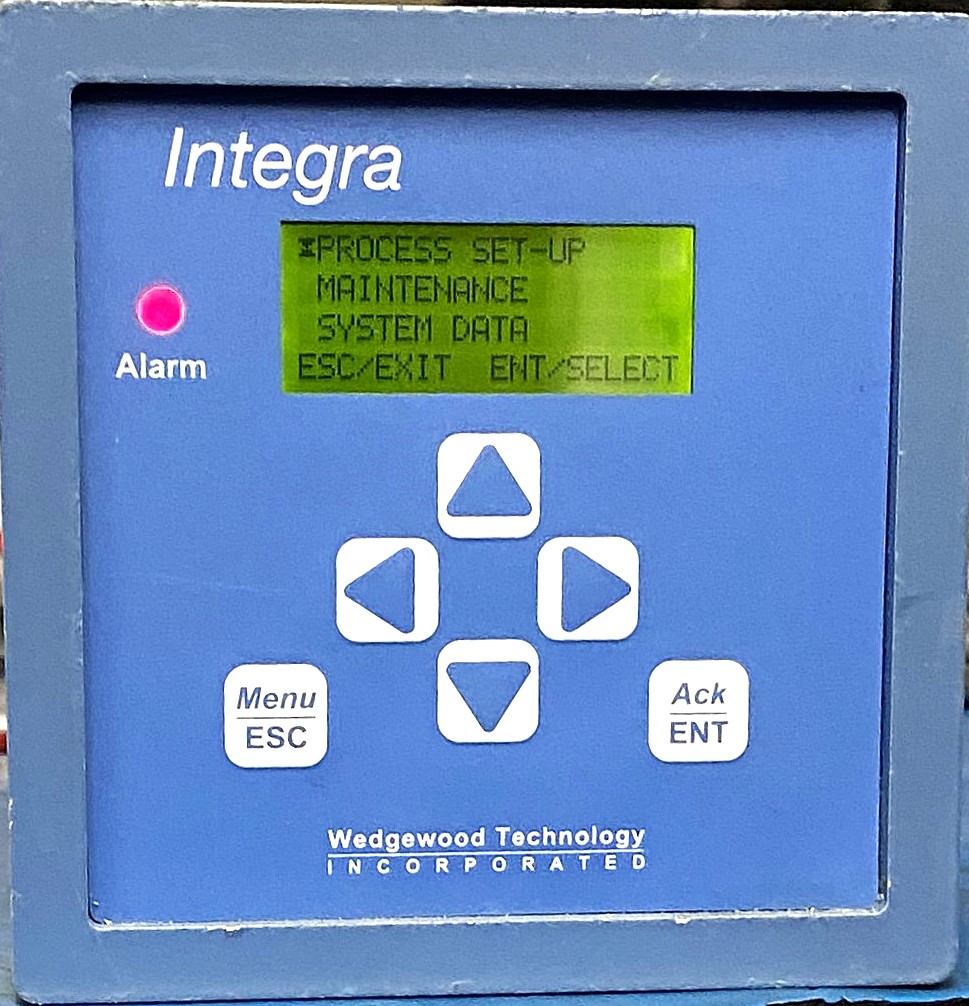 Integra
PROCESS SET-UP
MAINTENANCE
SYSTEM DATA
ESC/EXIT ENT/SELECT
Alarm
Menu
ESC
Ack
ENT
Wedgewood Technology
INCORPORATED